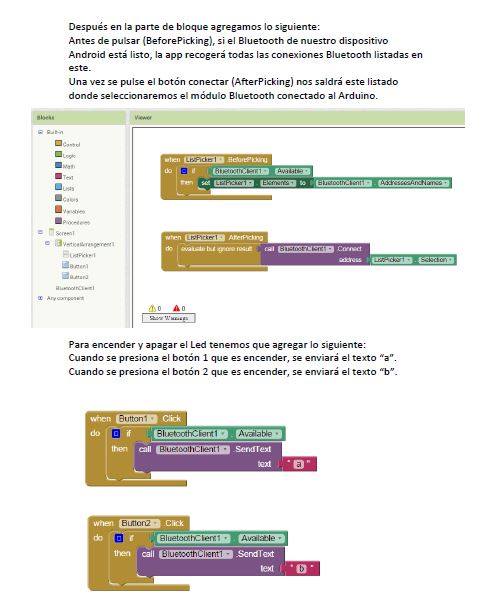 Después en la parte de bloque agregamos lo siguiente:
Antes de pulsar (BeforePicking), si el Bluetooth de nuestro dispositivo
Android está listo, la app recogerá todas las conexiones Bluetooth listadas en
este.
Una vez se pulse el botón conectar (AfterPicking) nos saldrá este listado
donde seleccionaremos el módulo Bluetooth conectado al Arduino.
Blocks
Viewer
Built-in
Control
Logic
Math
Text
Lists
Colors
Variables
Procedures
Screen1
VerticalArrangement1
ListPicker1
Button1
Button2
BluetoothClient1
Any component
when ListPicker1 .BeforePicking
do if BluetoothClient1 . Available
then set ListPicker1 . Elements to BluetoothClient1 . AddressesAndNames
when ListPicker1 .AfterPicking
do evaluate but ignore result call BluetoothClient1 .Connect
address ListPicker1 . Selection
0 0
Show Warnings
Para encender y apagar el Led tenemos que agregar lo siguiente:
Cuando se presiona el botón 1 que es encender, se enviará el texto “a”.
Cuando se presiona el botón 2 que es encender, se enviará el texto “b”.
when Button1 .Click
do if BluetoothClient1 . Available
then call BluetoothClient1 .SendText
text " a "
when Button2 .Click
do if BluetoothClient1 . Available
then call BluetoothClient1 .SendText
text " b "